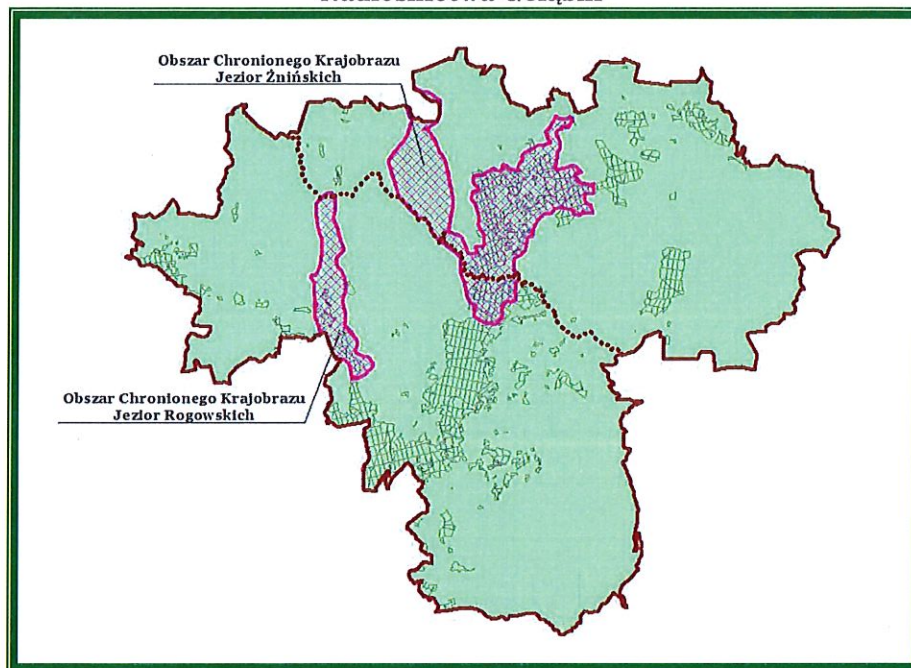 Obszar Chronionego Krajobrazu
Jezior Żnińskich
Obszar Chronionego Krajobrazu
Jezior Rogowskich